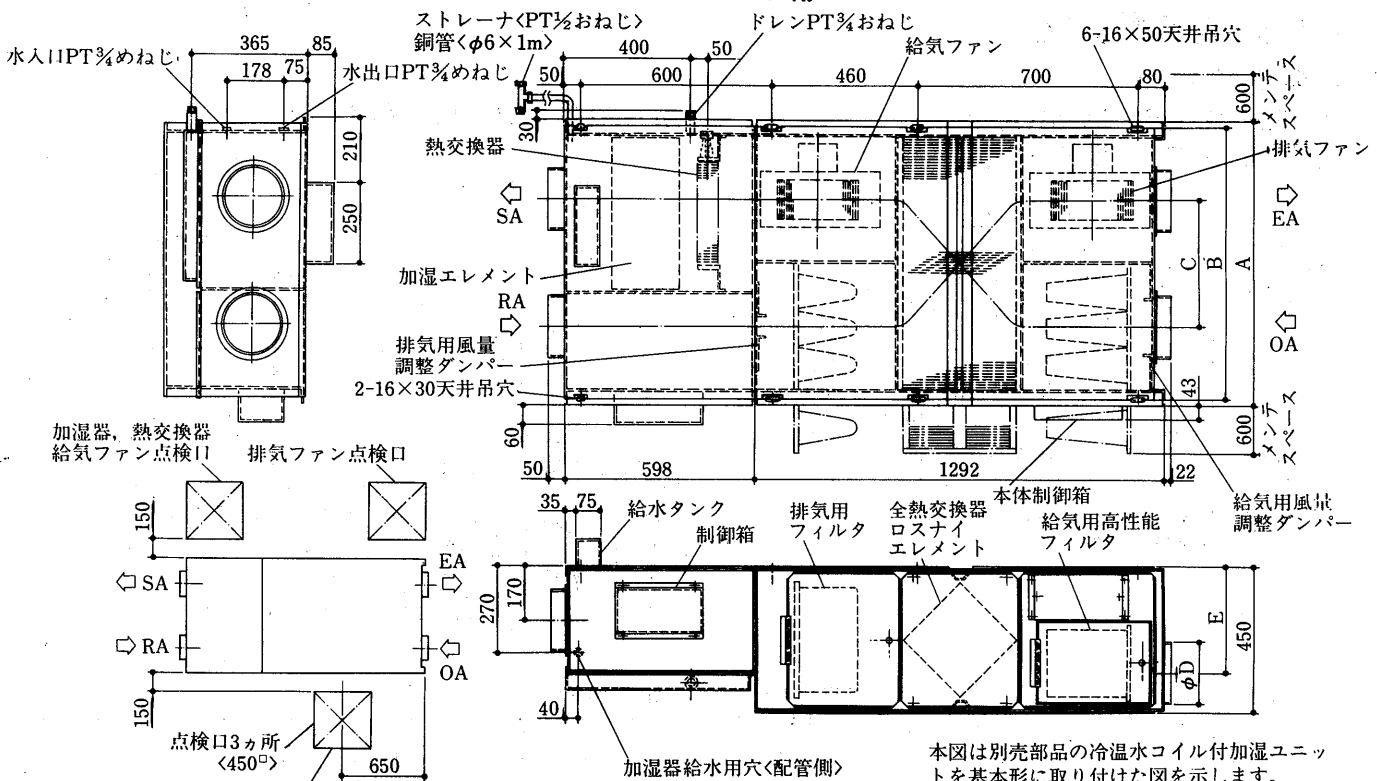 ストレーナ<PT½おねじ>
銅管<φ6×1m>
ドレンPT¾おねじ
給気ファン
6-16×50天井吊穴
水入口PT¾めねじ
水出口PT¾めねじ
365
85
178
75
400
50
50
600
460
700
80
600
メンテスペース
30
210
250
熱交換器
排気ファン
SA
EA
加湿エレメント
RA
OA
C
B
A
排気用風量
調整ダンパー
2-16×30天井吊穴
43
60
600
メンテスペース
50
598
1292
22
本体制御箱
給気用風量
調整ダンパー
加湿器, 熱交換器
給気ファン点検口
排気ファン点検口
150
SA
EA
RA
OA
150
点検口3ヵ所
<450□>
650
35
75
給水タンク
制御箱
排気用
フィルタ
全熱交換器
ロスナイ
エレメント
給気用高性能
フィルタ
270
170
E
450
φD
40
加湿器給水用穴<配管側>
本図は別売部品の冷温水コイル付加湿ユニッ
トを基本形に取り付けた図を示します。